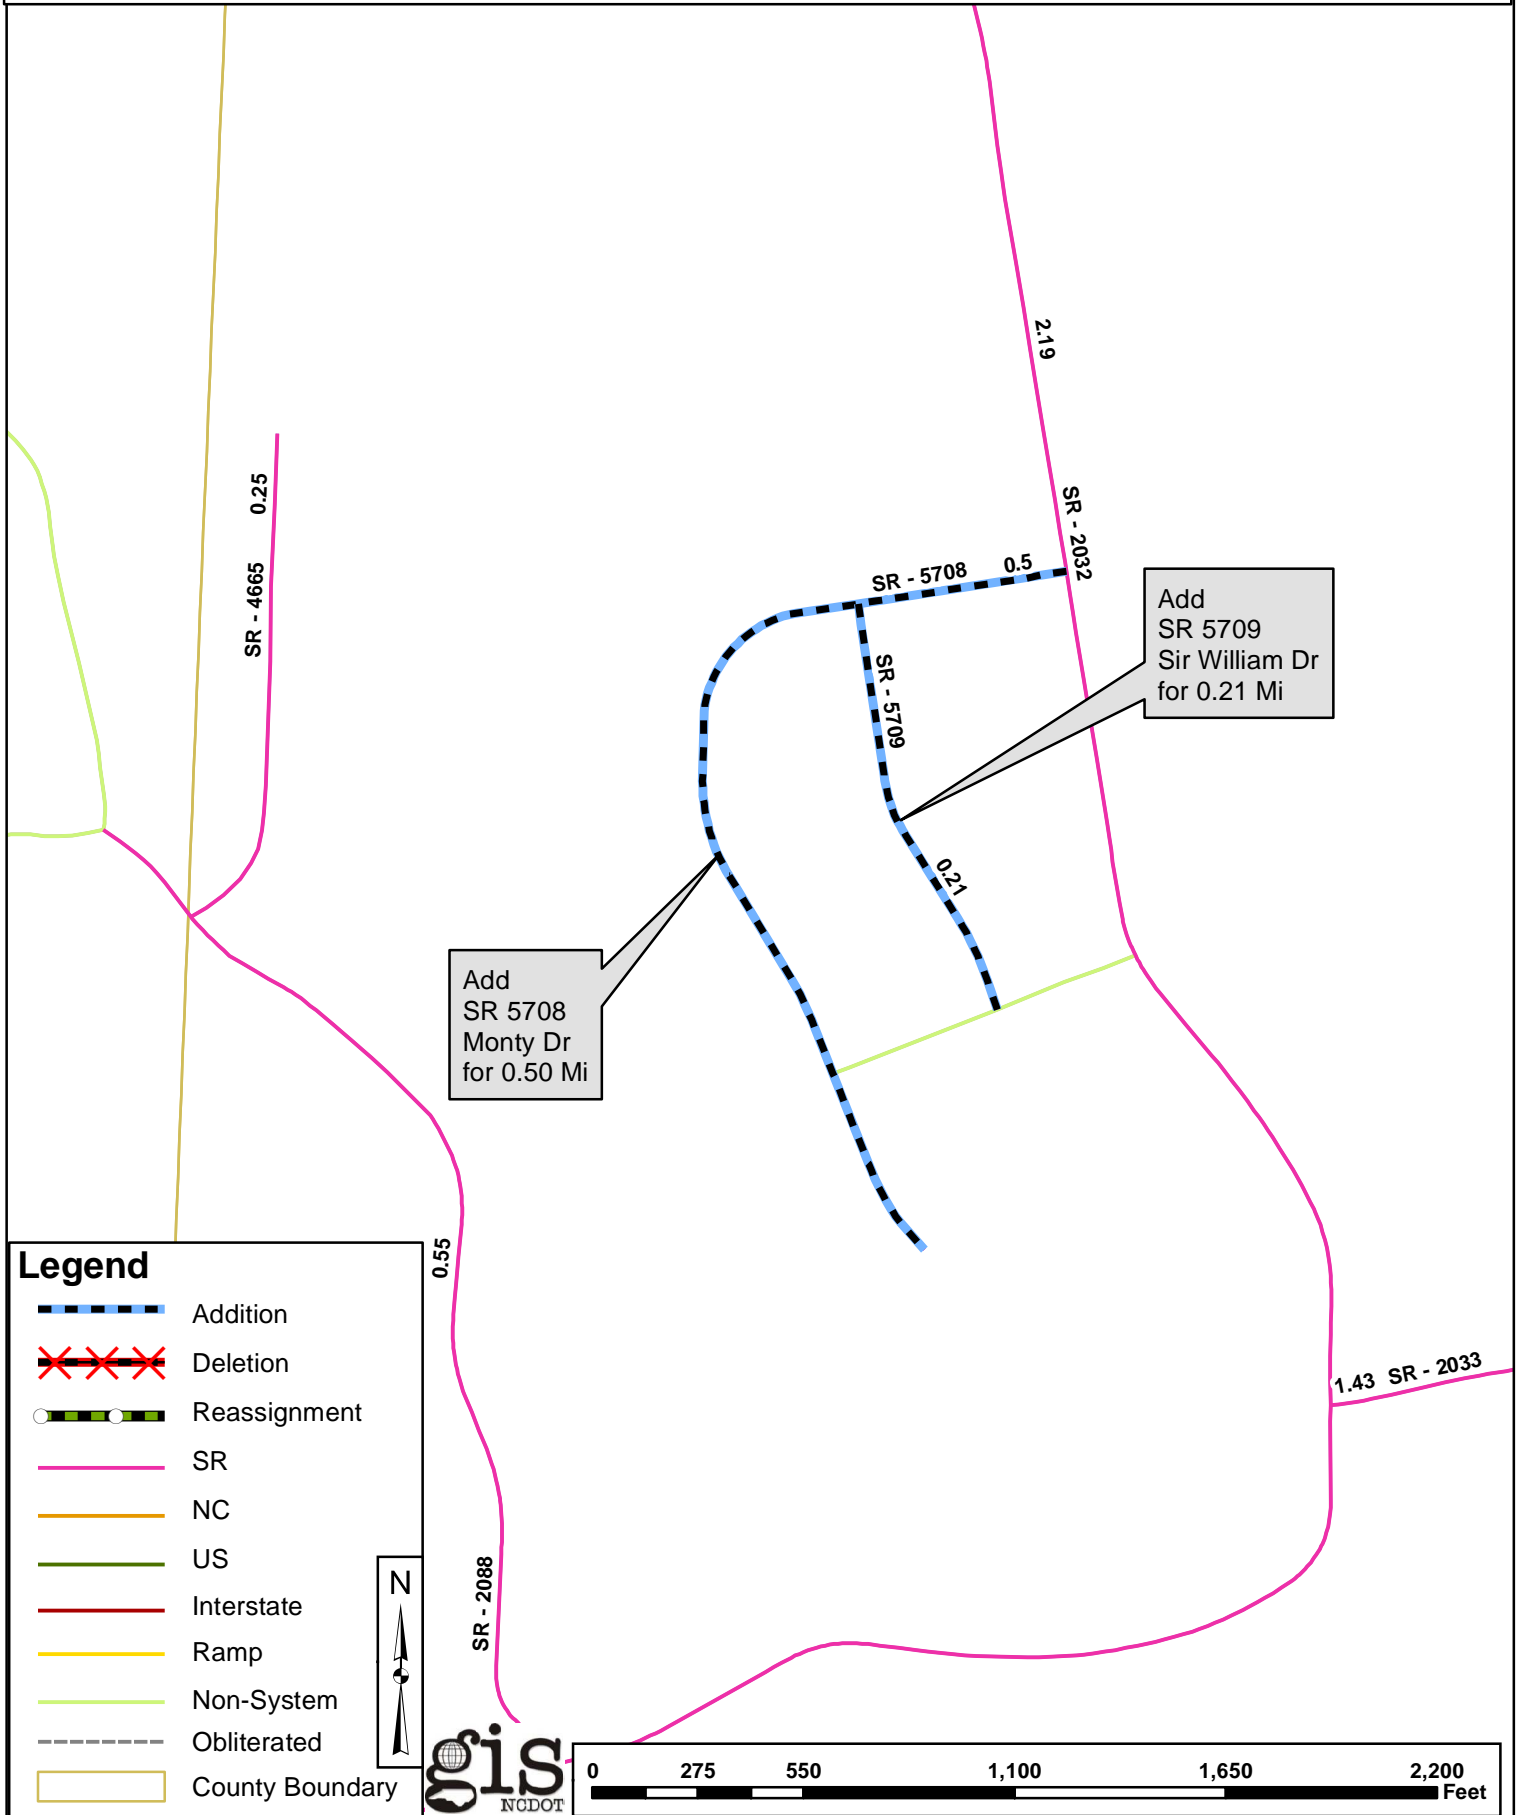 2.19
0.25
SR - 4665
SR - 2032
SR - 5708 0.5
Add
SR 5709
Sir William Dr
for 0.21 Mi
SR - 5709
0.21
Add
SR 5708
Monty Dr
for 0.50 Mi
0.55
1.43 SR - 2033
SR - 2088
Legend
Addition
Deletion
Reassignment
SR
NC
US
Interstate
Ramp
Non-System
Obliterated
County Boundary
N
gis
NCDOT
0 275 550 1,100 1,650 2,200
Feet